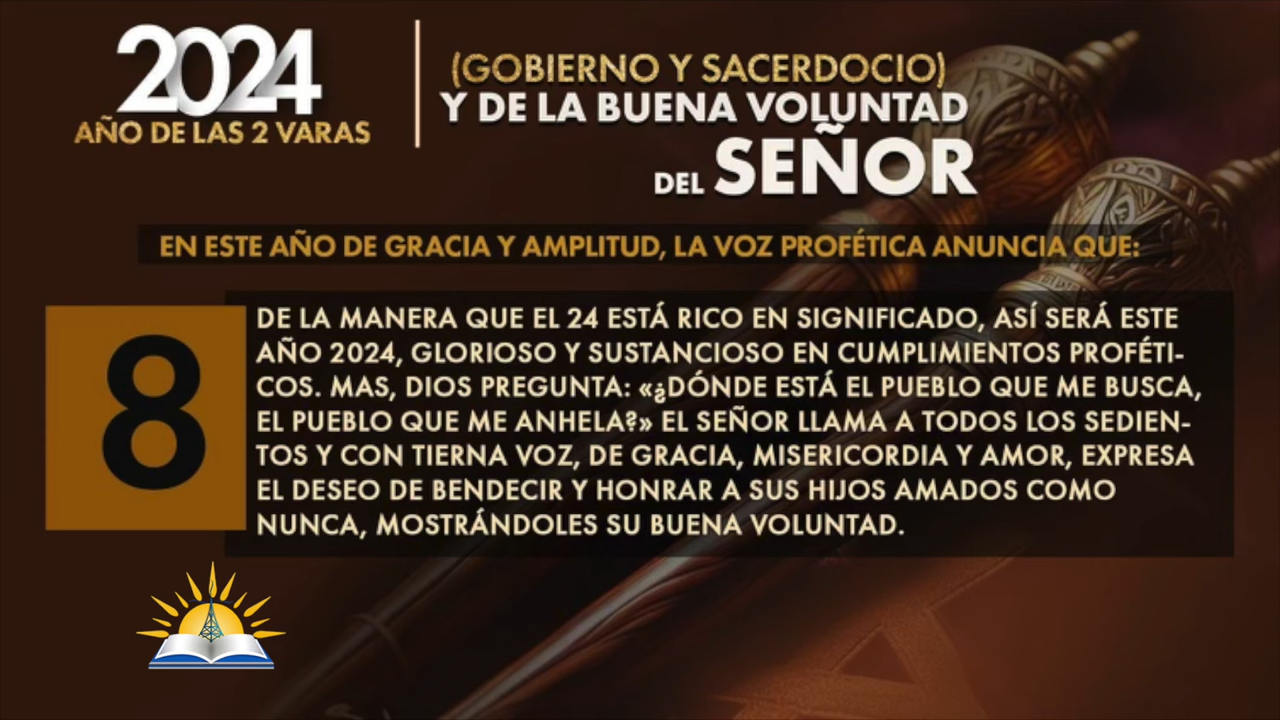 2024
AÑO DE LAS 2 VARAS
(GOBIERNO Y SACERDOCIO)
Y DE LA BUENA VOLUNTAD
DEL SEÑOR
EN ESTE AÑO DE GRACIA Y AMPLITUD, LA VOZ PROFÉTICA ANUNCIA QUE:
8
DE LA MANERA QUE EL 24 ESTÁ RICO EN SIGNIFICADO, ASÍ SERÁ ESTE
AÑO 2024, GLORIOSO Y SUSTANCIOSO EN CUMPLIMIENTOS PROFÉTI-
COS. MAS, DIOS PREGUNTA: «¿DÓNDE ESTÁ EL PUEBLO QUE ME BUSCA,
EL PUEBLO QUE ME ANHELA?» EL SEÑOR LLAMA A TODOS LOS SEDIEN-
TOS Y CON TIERNA VOZ, DE GRACIA, MISERICORDIA Y AMOR, EXPRESA
EL DESEO DE BENDECIR Y HONRAR A SUS HIJOS AMADOS COMO
NUNCA, MOSTRÁNDOLES SU BUENA VOLUNTAD.